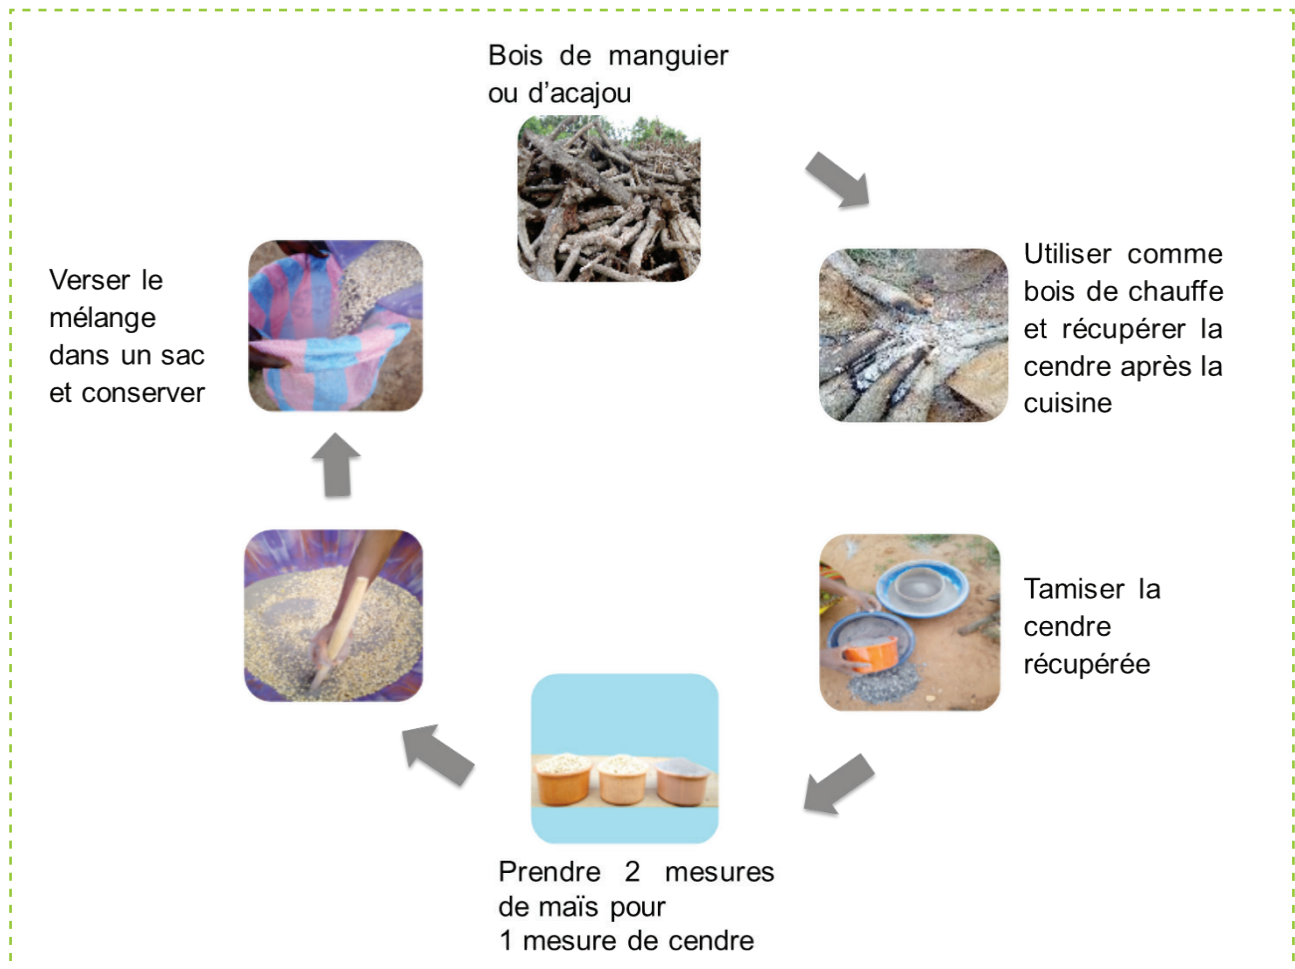 Bois de manguier
ou d’acajou
Utiliser comme
bois de chauffe
et récupérer la
cendre après la
cuisine
Tamiser la
cendre
récupérée
Prendre 2 mesures
de maïs pour
1 mesure de cendre
Verser le
mélange
dans un sac
et conserver